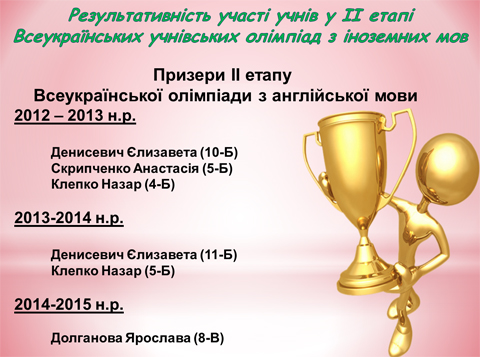 Результативність участі учнів у II етапі
Всеукраїнських учнівських олімпіад з іноземних мов
Призери II етапу
Всеукраїнської олімпіади з англійської мови
2012 – 2013 н.р.
Денисевич Єлизавета (10-Б)
Скрипченко Анастасія (5-Б)
Клепко Назар (4-Б)
2013-2014 н.р.
Денисевич Єлизавета (11-Б)
Клепко Назар (5-Б)
2014-2015 н.р.
Долганова Ярослава (8-В)